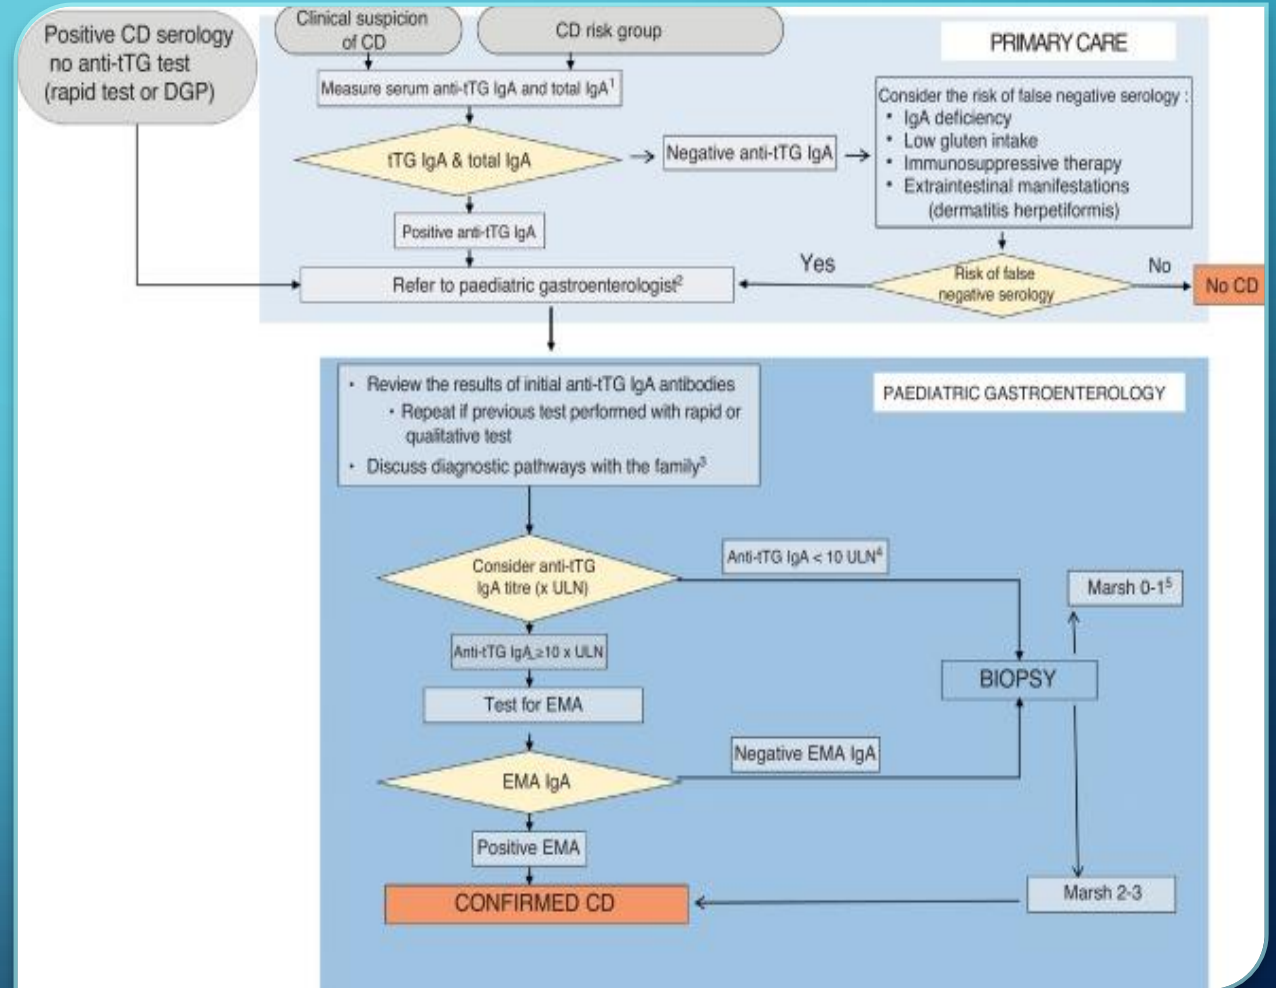 Positive CD serology
no anti-tTG test
(rapid test or DGP)
Clinical suspicion
of CD
CD risk group
PRIMARY CARE
Measure serum anti-tTG IgA and total IgA¹
tTG IgA & total IgA
Negative anti-tTG IgA
Consider the risk of false negative serology :
• IgA deficiency
• Low gluten intake
• Immunosuppressive therapy
• Extraintestinal manifestations
(dermatitis herpetiformis)
Positive anti-tTG IgA
Refer to paediatric gastroenterologist²
Yes
Risk of false
negative serology
No
No CD
PAEDIATRIC GASTROENTEROLOGY
• Review the results of initial anti-tTG IgA antibodies
• Repeat if previous test performed with rapid or
qualitative test
• Discuss diagnostic pathways with the family³
Consider anti-tTG
IgA titre (x ULN)
Anti-tTG IgA < 10 ULN⁴
Marsh 0-1⁵
Anti-tTG IgA ≥10 x ULN
BIOPSY
Test for EMA
Negative EMA IgA
EMA IgA
Positive EMA
Marsh 2-3
CONFIRMED CD